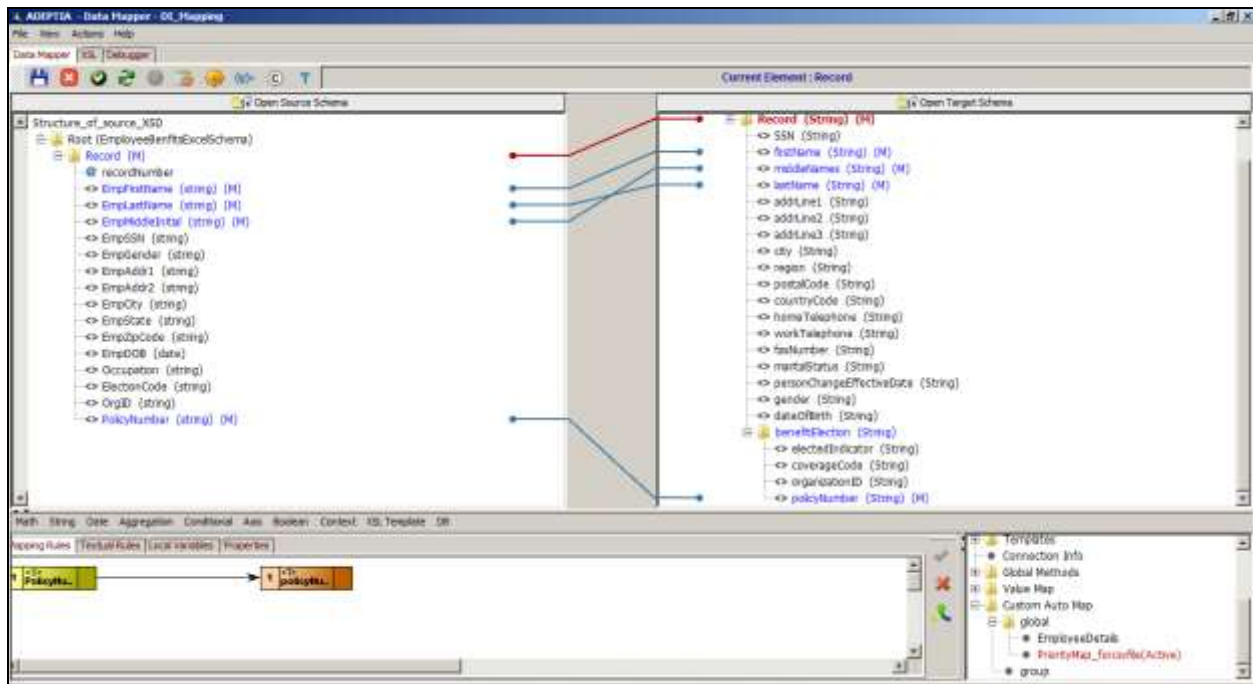 ADEPTIA - Data Mapper - OI_Mapping
File View Actions Help
Data Mapper XSL Debugger
Current Element : Record
Open Source Schema
Open Target Schema
Structure_of_source_XSD
Root (EmployeeBenfitsExcelSchema)
Record (M)
recordNumber
EmpFirstName (string) (M)
EmpLastName (string) (M)
EmpMiddleInitial (string) (M)
EmpSSN (string)
EmpGender (string)
EmpAddr1 (string)
EmpAddr2 (string)
EmpCity (string)
EmpState (string)
EmpZipCode (string)
EmpDOB (date)
Occupation (string)
ElectionCode (string)
OrgID (string)
PolicyNumber (string) (M)
Record (String) (M)
SSN (String)
firstName (String) (M)
middleNames (String) (M)
lastName (String) (M)
addrLine1 (String)
addrLine2 (String)
addrLine3 (String)
city (String)
region (String)
postalCode (String)
countryCode (String)
homeTelephone (String)
workTelephone (String)
faxNumber (String)
maritalStatus (String)
personChangeEffectiveDate (String)
gender (String)
dateOfBirth (String)
benefitElection (String)
electedIndicator (String)
coverageCode (String)
organizationID (String)
policyNumber (String) (M)
Math String Date Aggregation Conditional Axis Boolean Context XSL Template DB
Mapping Rules Textual Rules Local Variables Properties
PolicyNu..
policyNu..
Templates
Connection Info
Global Methods
Value Map
Custom Auto Map
global
EmployeeDetails
group